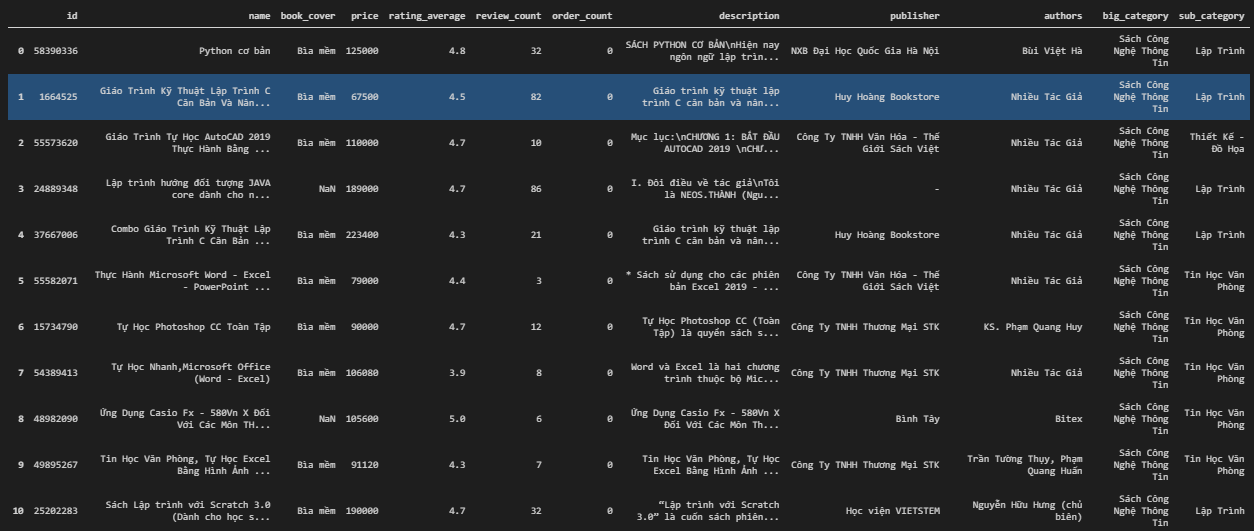 id name book_cover price rating_average review_count order_count description publisher authors big_category sub_category
0 58390336 Python cơ bản Bìa mềm 125000 4.8 32 0 SÁCH PYTHON CƠ BẢN\nHiện nay ngôn ngữ lập trìn... NXB Đại Học Quốc Gia Hà Nội Bùi Việt Hà Sách Công Nghệ Thông Tin Lập Trình
1 1664525 Giáo Trình Kỹ Thuật Lập Trình C Căn Bản Và Nân... Bìa mềm 67500 4.5 82 0 Giáo trình kỹ thuật lập trình C căn bản và nân... Huy Hoàng Bookstore Nhiều Tác Giả Sách Công Nghệ Thông Tin Lập Trình
2 55573620 Giáo Trình Tự Học AutoCAD 2019 Thực Hành Bằng ... Bìa mềm 110000 4.7 10 0 Mục lục:\nCHƯƠNG 1: BẮT ĐẦU AUTOCAD 2019 \nCHƯ... Công Ty TNHH Văn Hóa - Thế Giới Sách Việt Nhiều Tác Giả Sách Công Nghệ Thông Tin Thiết Kế - Đồ Họa
3 24889348 Lập trình hướng đối tượng JAVA core dành cho n... NaN 189000 4.7 86 0 I. Đôi điều về tác giả\nTôi là NEOS.THÀNH (Ngu... - Nhiều Tác Giả Sách Công Nghệ Thông Tin Lập Trình
4 37667006 Combo Giáo Trình Kỹ Thuật Lập Trình C Căn Bản ... Bìa mềm 223400 4.3 21 0 Giáo trình kỹ thuật lập trình C căn bản và nân... Huy Hoàng Bookstore Nhiều Tác Giả Sách Công Nghệ Thông Tin Lập Trình
5 55582071 Thực Hành Microsoft Word - Excel - PowerPoint ... Bìa mềm 79000 4.4 3 0 * Sách sử dụng cho các phiên bản Excel 2019 - ... Công Ty TNHH Văn Hóa - Thế Giới Sách Việt Nhiều Tác Giả Sách Công Nghệ Thông Tin Tin Học Văn Phòng
6 15734790 Tự Học Photoshop CC Toàn Tập Bìa mềm 90000 4.7 12 0 Tự Học Photoshop CC (Toàn Tập) là quyển sách s... Công Ty TNHH Thương Mại STK KS. Phạm Quang Huy Sách Công Nghệ Thông Tin Tin Học Văn Phòng
7 54389413 Tự Học Nhanh,Microsoft Office (Word - Excel) Bìa mềm 106080 3.9 8 0 Word và Excel là hai chương trình thuộc bộ Mic... Công Ty TNHH Thương Mại STK Nhiều Tác Giả Sách Công Nghệ Thông Tin Tin Học Văn Phòng
8 48982090 Ứng Dụng Casio Fx - 580Vn X Đối Với Các Môn TH... NaN 105600 5.0 6 0 Ứng Dụng Casio Fx - 580Vn X Đối Với Các Môn Th... Bình Tây Bitex Sách Công Nghệ Thông Tin Tin Học Văn Phòng
9 49895267 Tin Học Văn Phòng, Tự Học Excel Bằng Hình Ảnh ... Bìa mềm 91120 4.3 7 0 Tin Học Văn Phòng, Tự Học Excel Bằng Hình Ảnh ... Công Ty TNHH Thương Mại STK Trần Tường Thụy, Phạm Quang Huấn Sách Công Nghệ Thông Tin Tin Học Văn Phòng
10 25202283 Sách Lập trình với Scratch 3.0 (Dành cho học s... Bìa mềm 190000 4.7 32 0 “Lập trình với Scratch 3.0” là cuốn sách phiên... Học viện VIETSTEM Nguyễn Hữu Hưng (chủ biên) Sách Công Nghệ Thông Tin Lập Trình